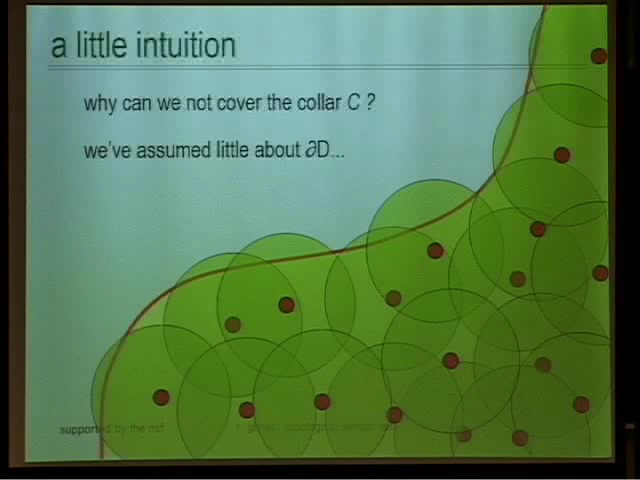 a little intuition
why can we not cover the collar C ?
we've assumed little about ∂D...
supported by the nsf